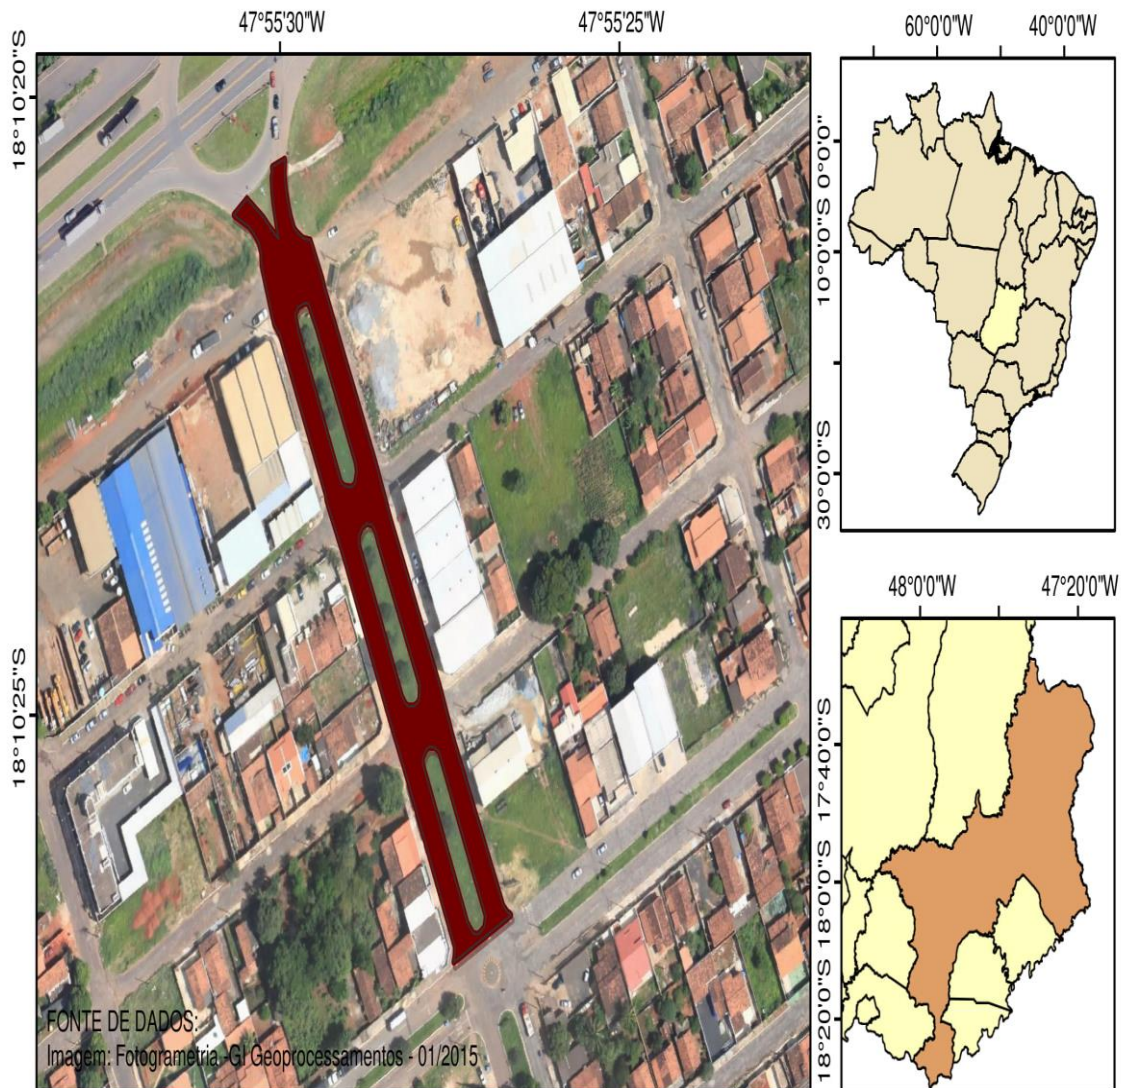 47°55'30"W
47°55'25"W
18°10'20"S
18°10'25"S
FONTE DE DADOS:
Imagem: Fotogrametria -GI Geoprocessamentos - 01/2015
60°0'0"W
40°0'0"W
0°0'0"
10°0'0"S
30°0'0"S
48°0'0"W
47°20'0"W
17°40'0"S
18°0'0"S
18°20'0"S